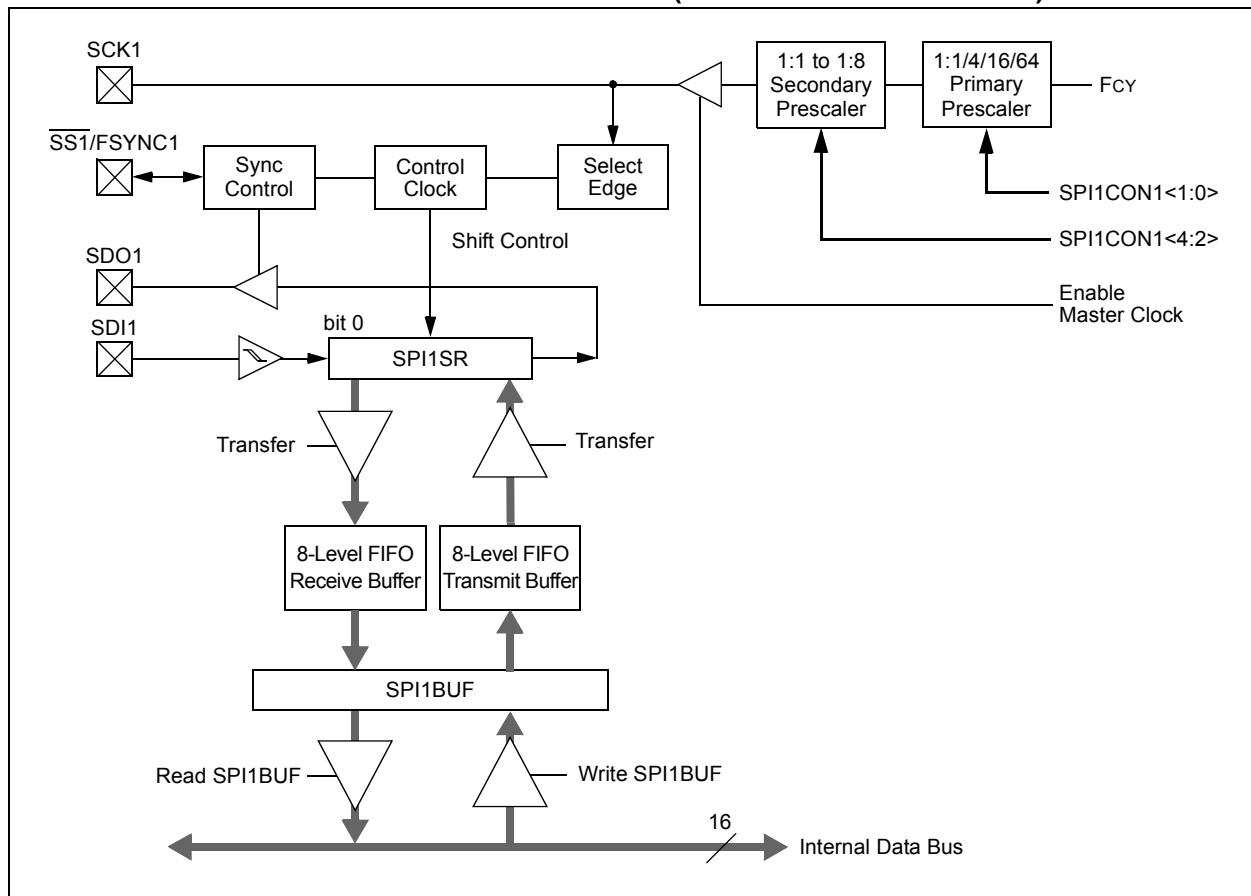 SCK1
1:1 to 1:8
Secondary
Prescaler
1:1/4/16/64
Primary
Prescaler
FCY
SS1/FSYNC1
Sync
Control
Control
Clock
Select
Edge
SPI1CON1<1:0>
Shift Control
SPI1CON1<4:2>
SDO1
Enable
Master Clock
SDI1
bit 0
SPI1SR
Transfer
Transfer
8-Level FIFO
Receive Buffer
8-Level FIFO
Transmit Buffer
SPI1BUF
Read SPI1BUF
Write SPI1BUF
16
Internal Data Bus